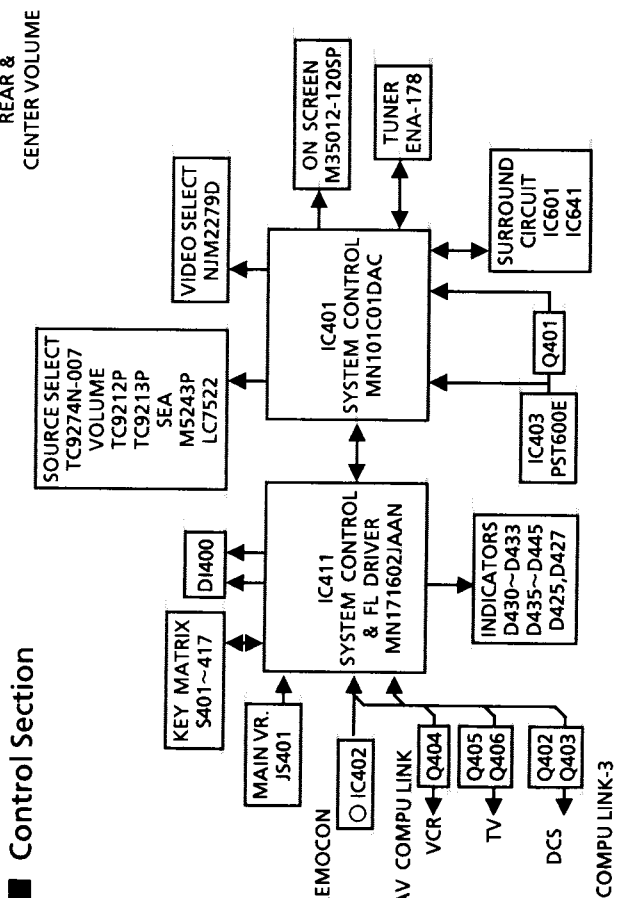 REAR &
CENTER VOLUME
Control Section
SOURCE SELECT
TC9274N-007
VOLUME
TC9212P
TC9213P
SEA
M5243P
LC7522
VIDEO SELECT
NJM2279D
ON SCREEN
M35012-120SP
TUNER
ENA-178
KEY MATRIX
S401~417
DI400
MAIN VR.
JS401
IC411
SYSTEM CONTROL
& FL DRIVER
MN171602JAAN
IC401
SYSTEM CONTROL
MN101C01DAC
SURROUND
CIRCUIT
IC601
IC641
EMOCON
IC402
AV COMPU LINK
VCR
Q404
TV
Q405
Q406
DCS
Q402
Q403
COMPU LINK-3
INDICATORS
D430~D433
D435~D445
D425,D427
IC403
PST600E
Q401